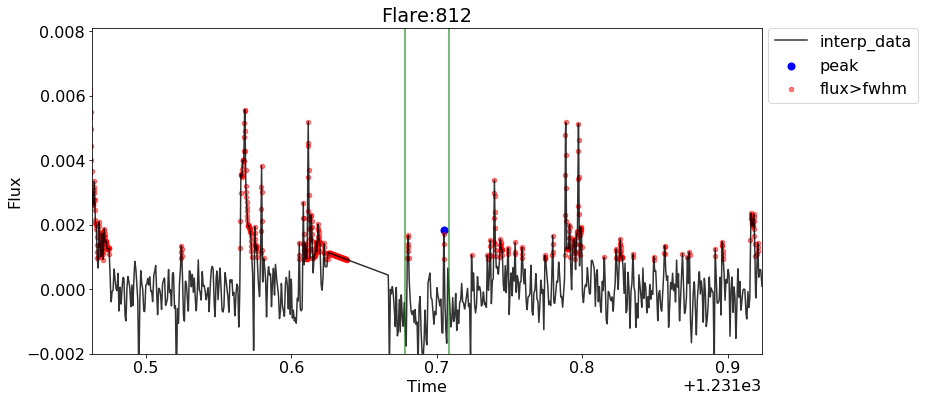 Flare:812
0.008
0.006
0.004
0.002
0.000
−0.002
Flux
0.5
0.6
0.7
0.8
0.9
Time
+1.231e3
interp_data
peak
flux>fwhm